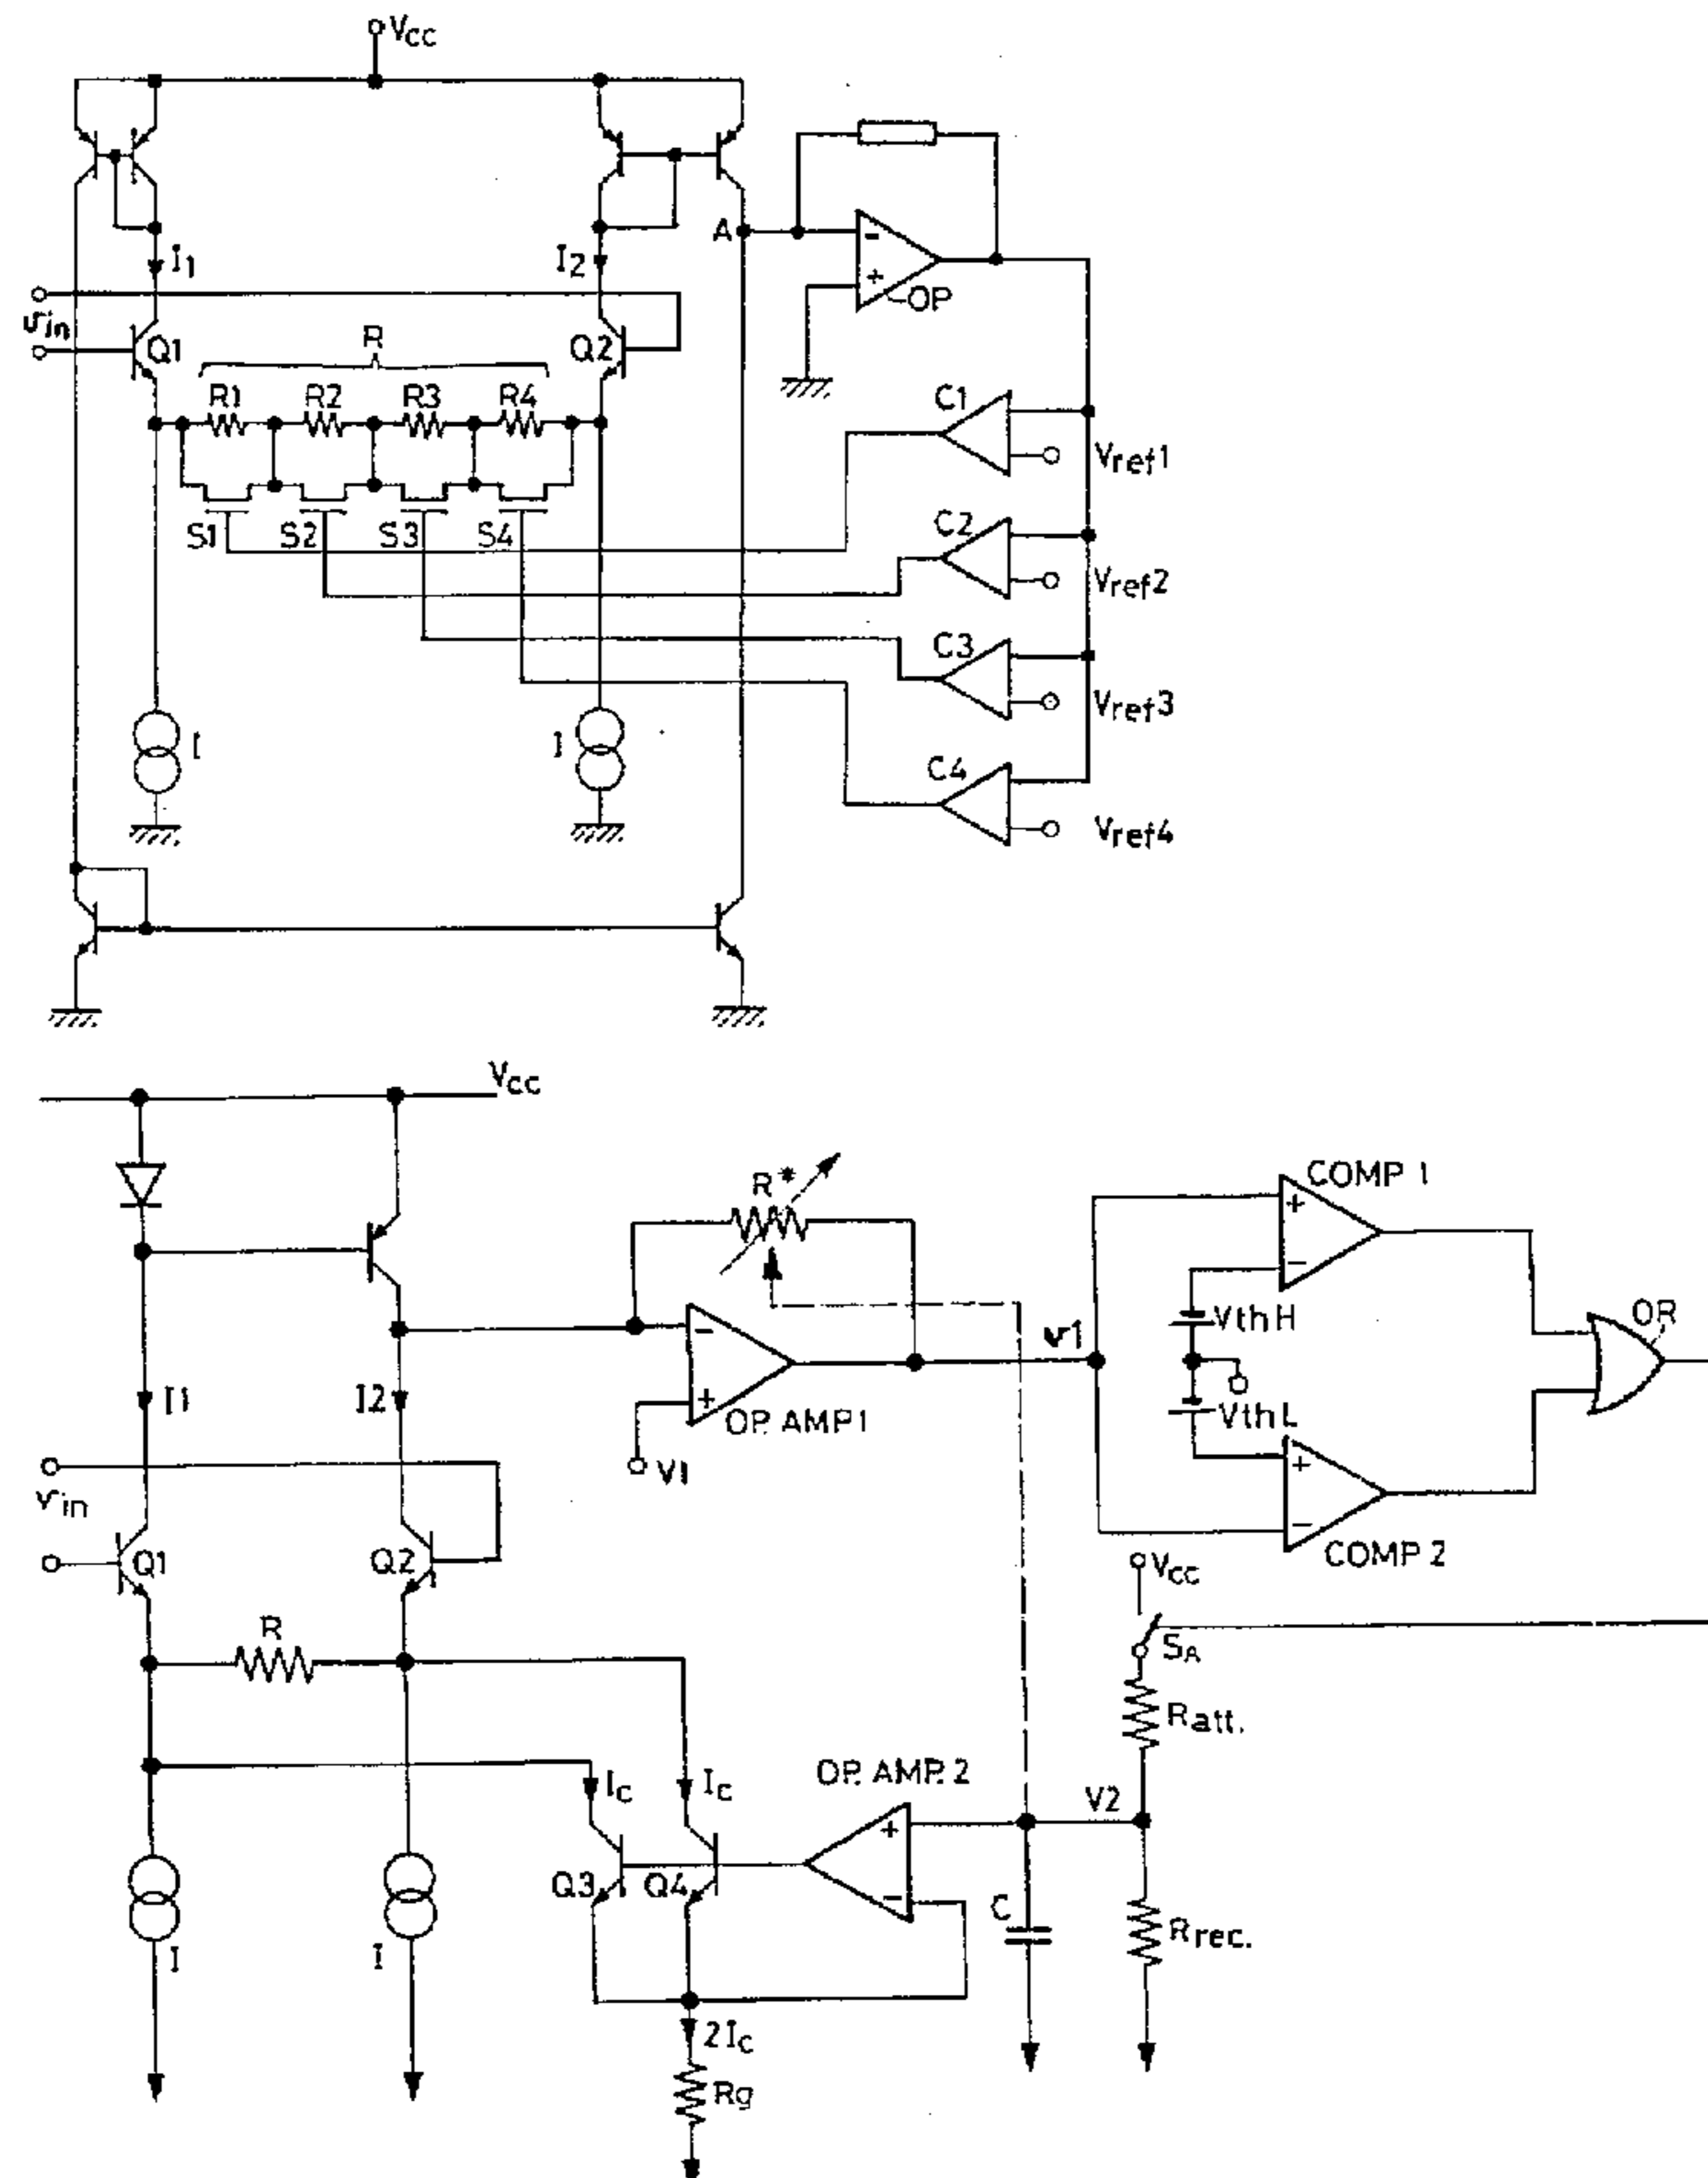 Vcc
I1
I2
A
-
+
OP
vin
Q1
R
Q2
R1
R2
R3
R4
C1
Vref1
S1
S2
S3
S4
C2
Vref2
C3
Vref3
I
I
C4
Vref4
Vcc
R*
COMP 1
+
-
VthH
OR
v1
-
+
OP. AMP1
I1
I2
VthL
+
-
V1
vin
COMP 2
Q1
Q2
Vcc
SA
R
Ratt.
OP. AMP. 2
Ic
Ic
V2
+
-
Q3
Q4
C
Rrec.
I
I
2Ic
Rg